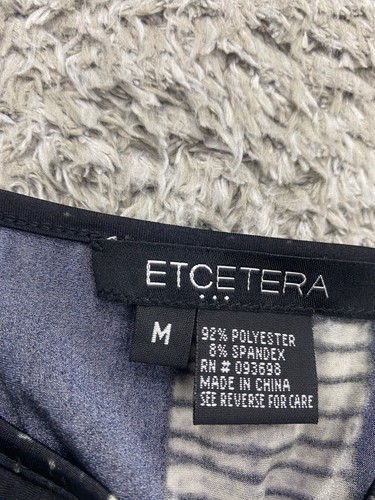 ETCETERA
...
M
92% POLYESTER
8% SPANDEX
RN # 093698
MADE IN CHINA
SEE REVERSE FOR CARE